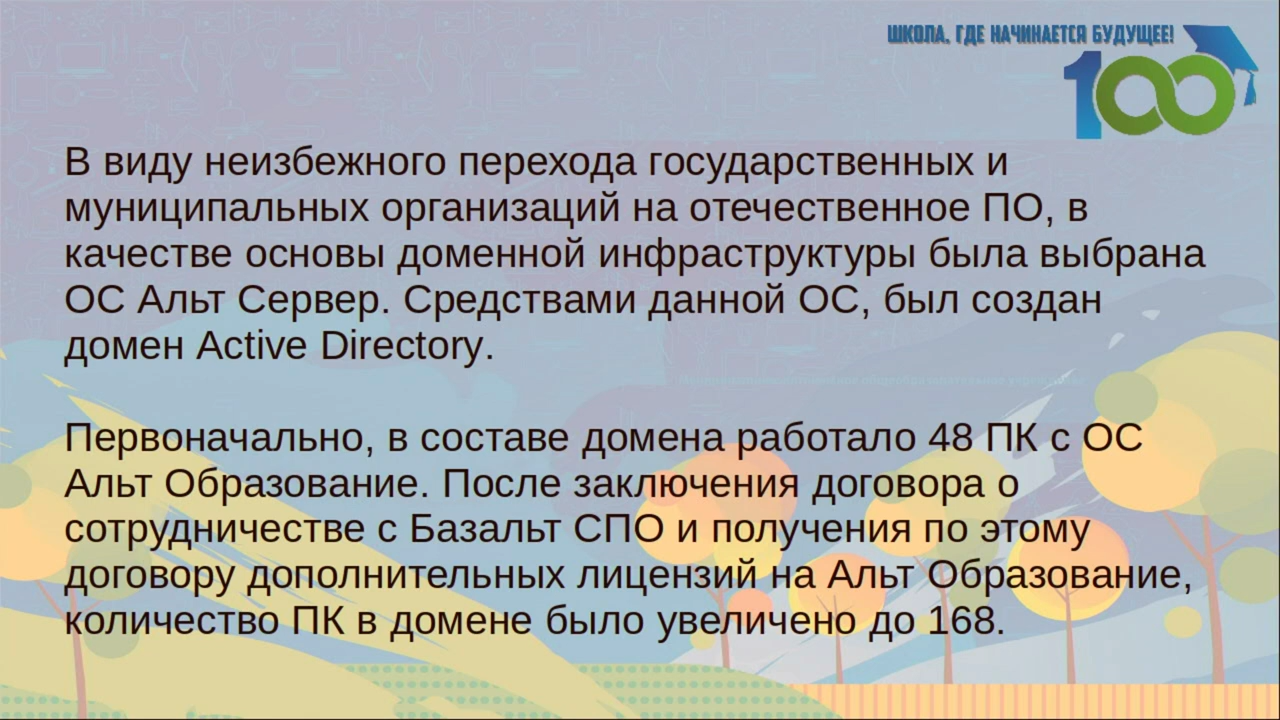 ШКОЛА, ГДЕ НАЧИНАЕТСЯ БУДУЩЕЕ!
100
В виду неизбежного перехода государственных и
муниципальных организаций на отечественное ПО, в
качестве основы доменной инфраструктуры была выбрана
ОС Альт Сервер. Средствами данной ОС, был создан
домен Active Directory.
Первоначально, в составе домена работало 48 ПК с ОС
Альт Образование. После заключения договора о
сотрудничестве с Базальт СПО и получения по этому
договору дополнительных лицензий на Альт Образование,
количество ПК в домене было увеличено до 168.